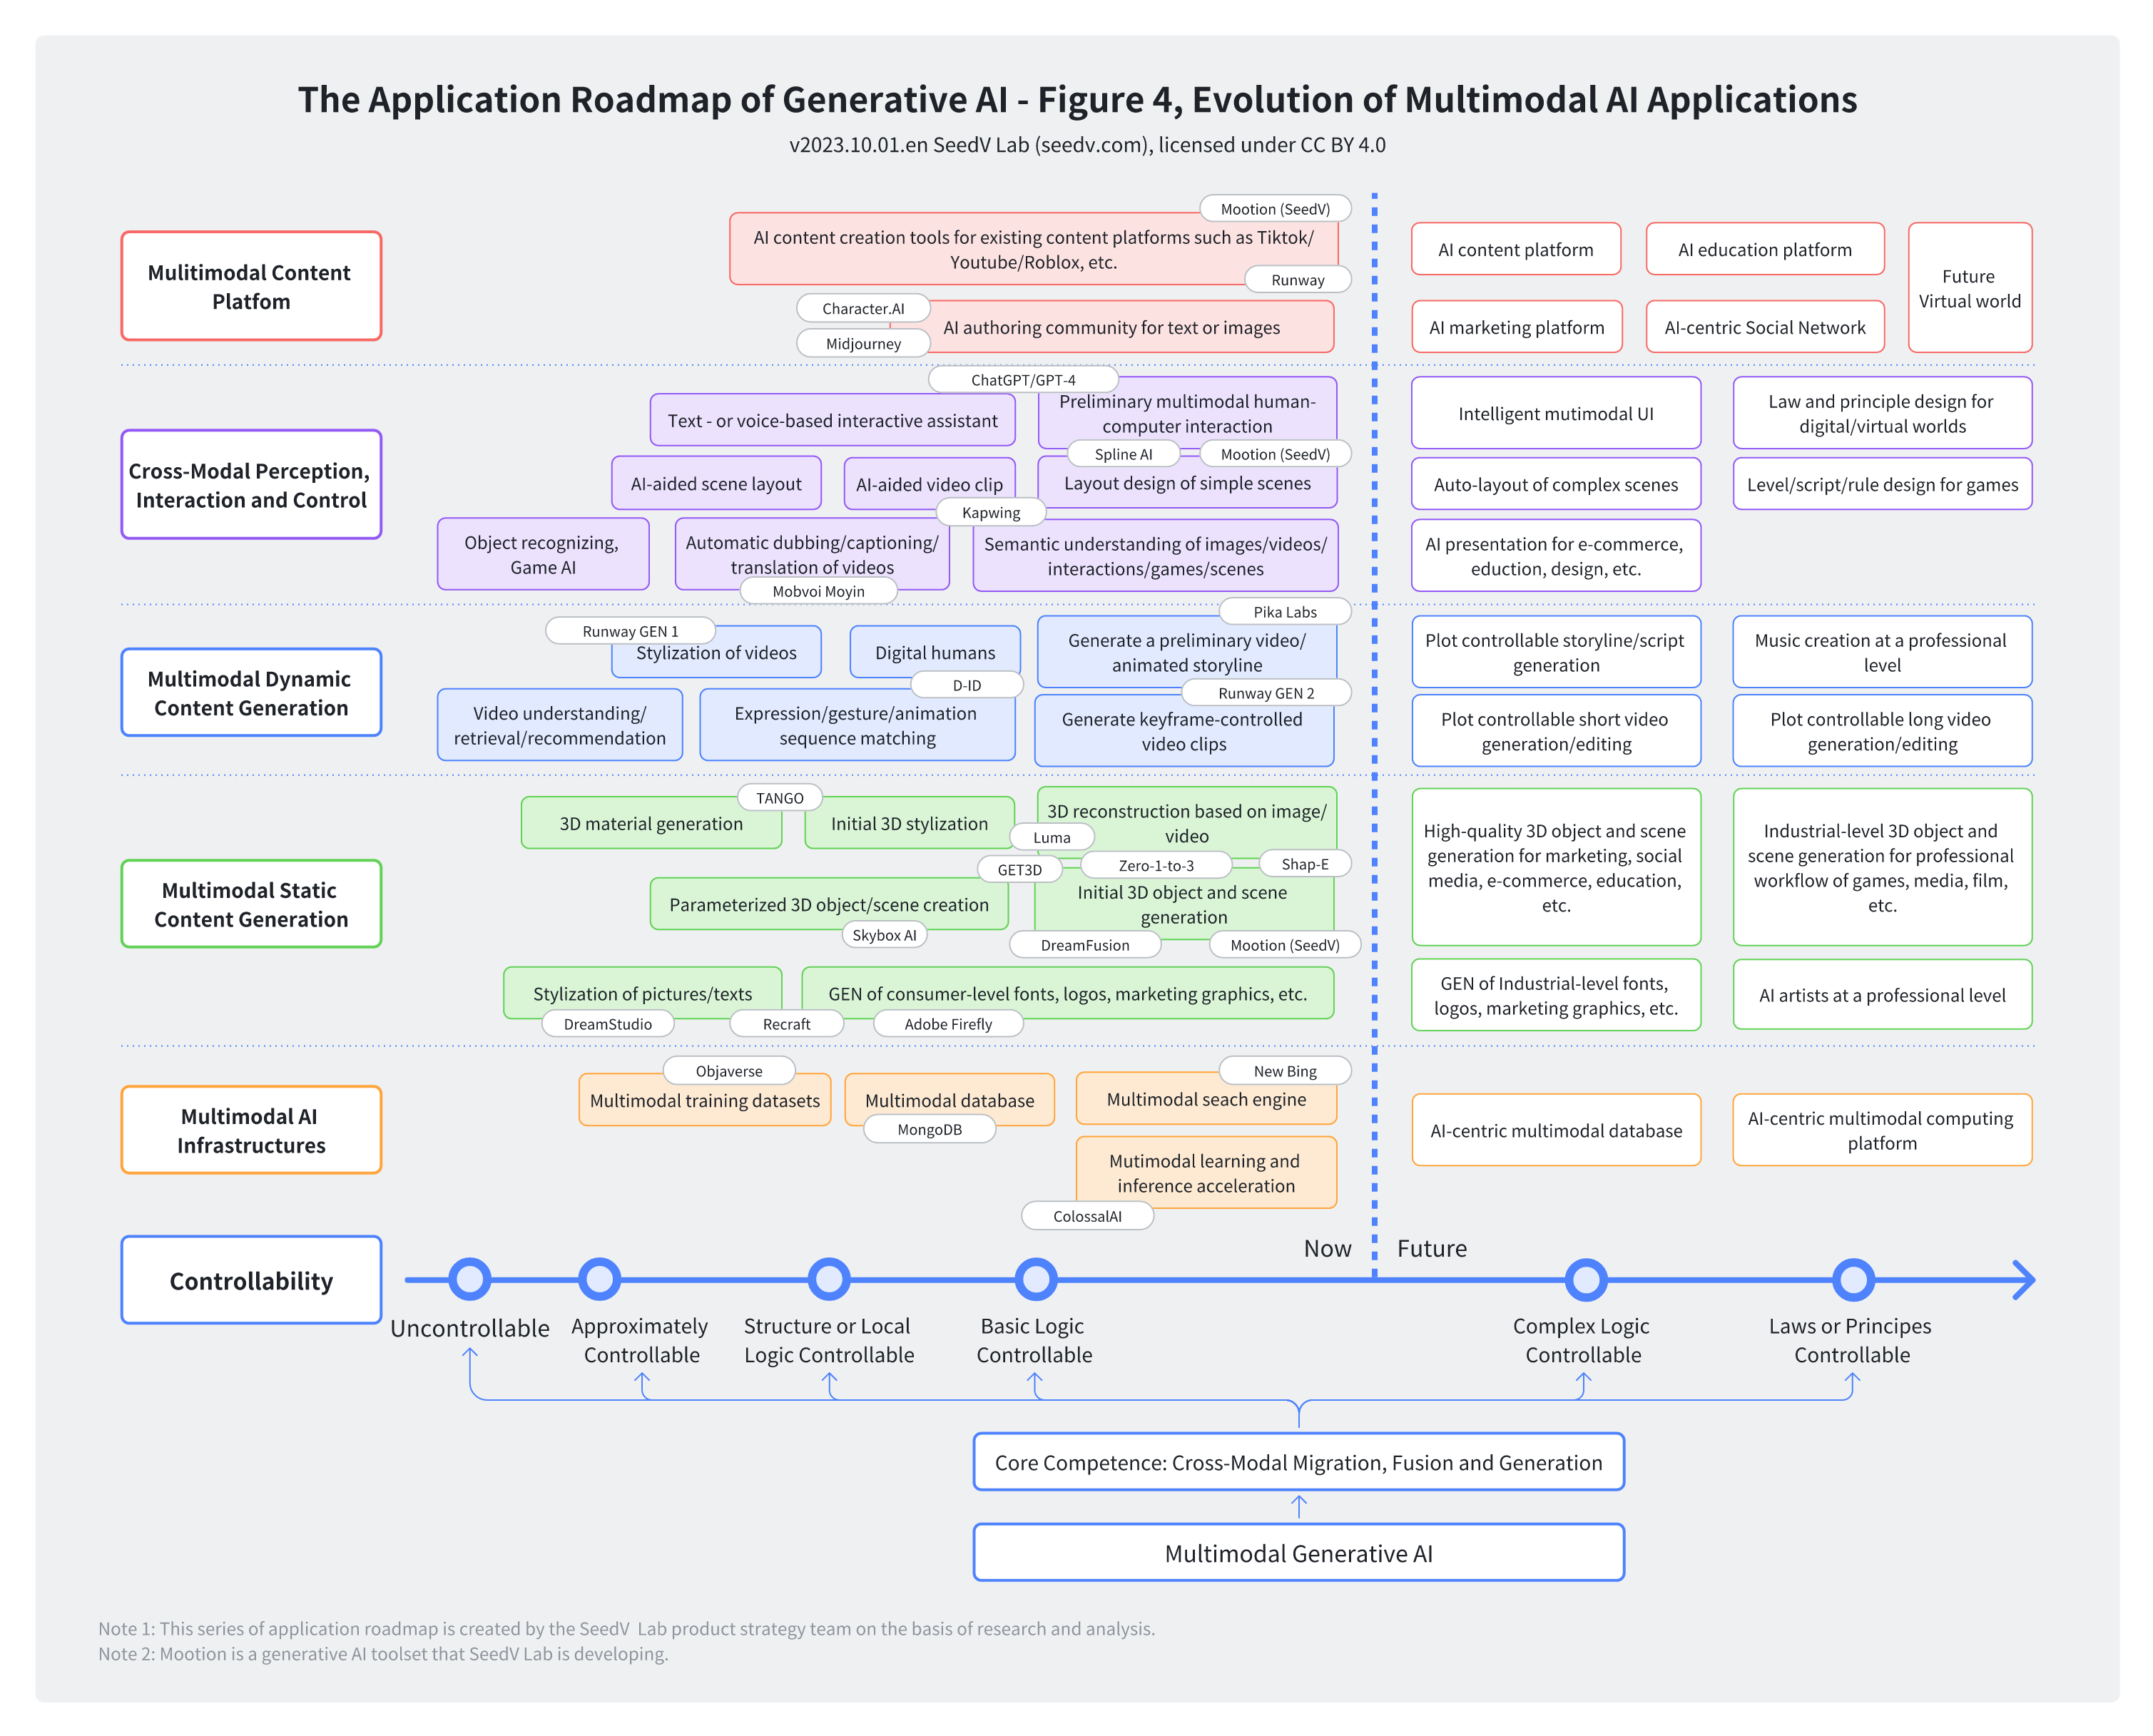 The Application Roadmap of Generative AI - Figure 4, Evolution of Multimodal AI Applications
v2023.10.01.en SeedV Lab (seedv.com), licensed under CC BY 4.0
Mulitimodal Content
Platfom
Mootion (SeedV)
AI content creation tools for existing content platforms such as Tiktok/
Youtube/Roblox, etc.
Runway
Character.AI
Midjourney
AI authoring community for text or images
AI content platform
AI education platform
Future
Virtual world
AI marketing platform
AI-centric Social Network
Cross-Modal Perception,
Interaction and Control
ChatGPT/GPT-4
Text - or voice-based interactive assistant
Preliminary multimodal human-
computer interaction
Spline AI
Mootion (SeedV)
AI-aided scene layout
AI-aided video clip
Layout design of simple scenes
Kapwing
Object recognizing,
Game AI
Automatic dubbing/captioning/
translation of videos
Mobvoi Moyin
Semantic understanding of images/videos/
interactions/games/scenes
Intelligent mutimodal UI
Law and principle design for
digital/virtual worlds
Auto-layout of complex scenes
Level/script/rule design for games
AI presentation for e-commerce,
eduction, design, etc.
Multimodal Dynamic
Content Generation
Runway GEN 1
Stylization of videos
Digital humans
D-ID
Pika Labs
Generate a preliminary video/
animated storyline
Runway GEN 2
Video understanding/
retrieval/recommendation
Expression/gesture/animation
sequence matching
Generate keyframe-controlled
video clips
Plot controllable storyline/script
generation
Music creation at a professional
level
Plot controllable short video
generation/editing
Plot controllable long video
generation/editing
Multimodal Static
Content Generation
TANGO
3D material generation
Initial 3D stylization
3D reconstruction based on image/
video
Luma
GET3D
Zero-1-to-3
Shap-E
Parameterized 3D object/scene creation
Skybox AI
Initial 3D object and scene
generation
DreamFusion
Mootion (SeedV)
Stylization of pictures/texts
GEN of consumer-level fonts, logos, marketing graphics, etc.
DreamStudio
Recraft
Adobe Firefly
High-quality 3D object and scene
generation for marketing, social
media, e-commerce, education,
etc.
Industrial-level 3D object and
scene generation for professional
workflow of games, media, film,
etc.
GEN of Industrial-level fonts,
logos, marketing graphics, etc.
AI artists at a professional level
Multimodal AI
Infrastructures
Objaverse
Multimodal training datasets
Multimodal database
MongoDB
New Bing
Multimodal seach engine
Mutimodal learning and
inference acceleration
ColossalAI
AI-centric multimodal database
AI-centric multimodal computing
platform
Now
Future
Controllability
Uncontrollable
Approximately
Controllable
Structure or Local
Logic Controllable
Basic Logic
Controllable
Complex Logic
Controllable
Laws or Principes
Controllable
Core Competence: Cross-Modal Migration, Fusion and Generation
Multimodal Generative AI
Note 1: This series of application roadmap is created by the SeedV Lab product strategy team on the basis of research and analysis.
Note 2: Mootion is a generative AI toolset that SeedV Lab is developing.